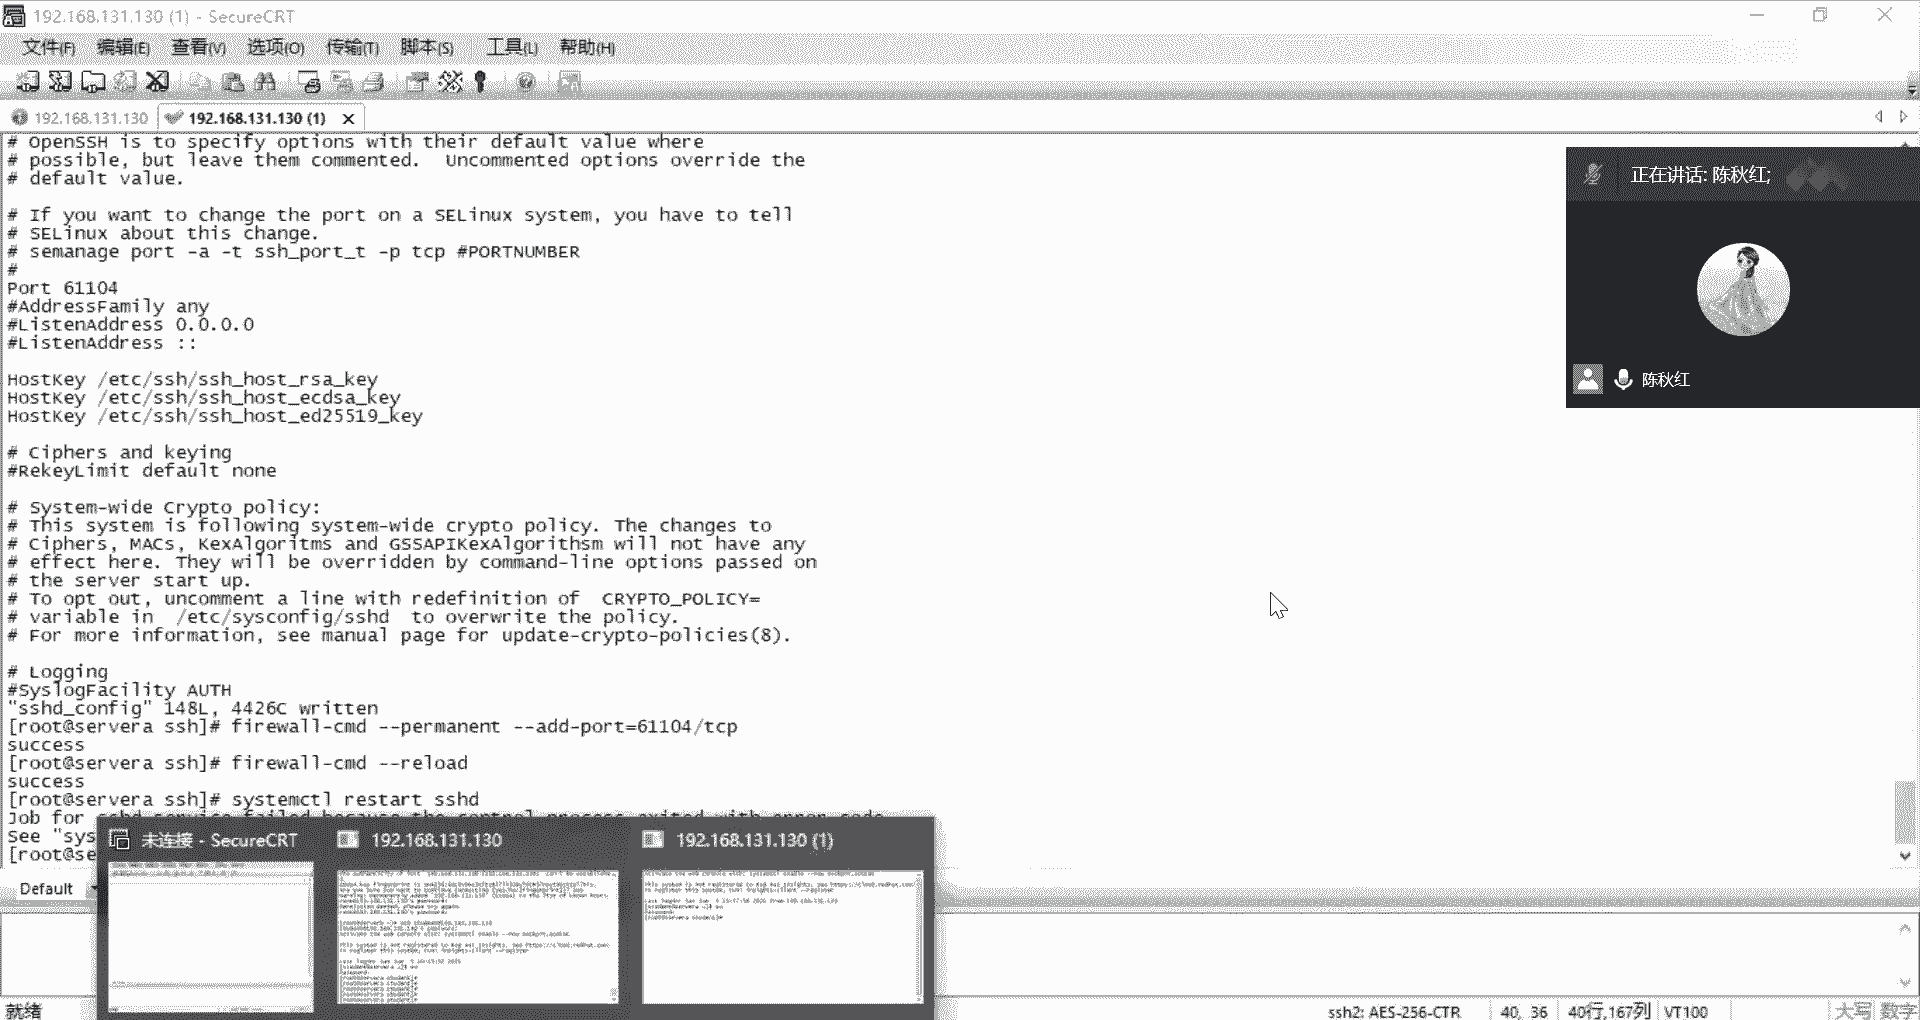 192.168.131.130 (1) - SecureCRT
文件(F) 编辑(E) 查看(V) 选项(O) 传输(T) 脚本(S) 工具(L) 帮助(H)
192.168.131.130 192.168.131.130 (1)
# OpenSSH is to specify options with their default value where
# possible, but leave them commented.  Uncommented options override the
# default value.
# If you want to change the port on a SELinux system, you have to tell
# SELinux about this change.
# semanage port -a -t ssh_port_t -p tcp #PORTNUMBER
#
Port 61104
#AddressFamily any
#ListenAddress 0.0.0.0
#ListenAddress ::
HostKey /etc/ssh/ssh_host_rsa_key
HostKey /etc/ssh/ssh_host_ecdsa_key
HostKey /etc/ssh/ssh_host_ed25519_key
# Ciphers and keying
#RekeyLimit default none
# System-wide Crypto policy:
# This system is following system-wide crypto policy. The changes to
# Ciphers, MACs, KexAlgoritms and GSSAPIKexAlgorithsm will not have any
# effect here. They will be overridden by command-line options passed on
# the server start up.
# To opt out, uncomment a line with redefinition of  CRYPTO_POLICY=
# variable in  /etc/sysconfig/sshd  to overwrite the policy.
# For more information, see manual page for update-crypto-policies(8).
# Logging
#SyslogFacility AUTH
"sshd_config" 148L, 4426C written
[root@servera ssh]# firewall-cmd --permanent --add-port=61104/tcp
success
[root@servera ssh]# firewall-cmd --reload
success
[root@servera ssh]# systemctl restart sshd
Job for sshd.service failed because the control process exited with error code.
See "sys
[root@se
正在讲话: 陈秋红;
陈秋红
未连接 - SecureCRT
192.168.131.130
192.168.131.130 (1)
Default
就绪
ssh2: AES-256-CTR 40, 36 40行,167列 VT100 大写 数字